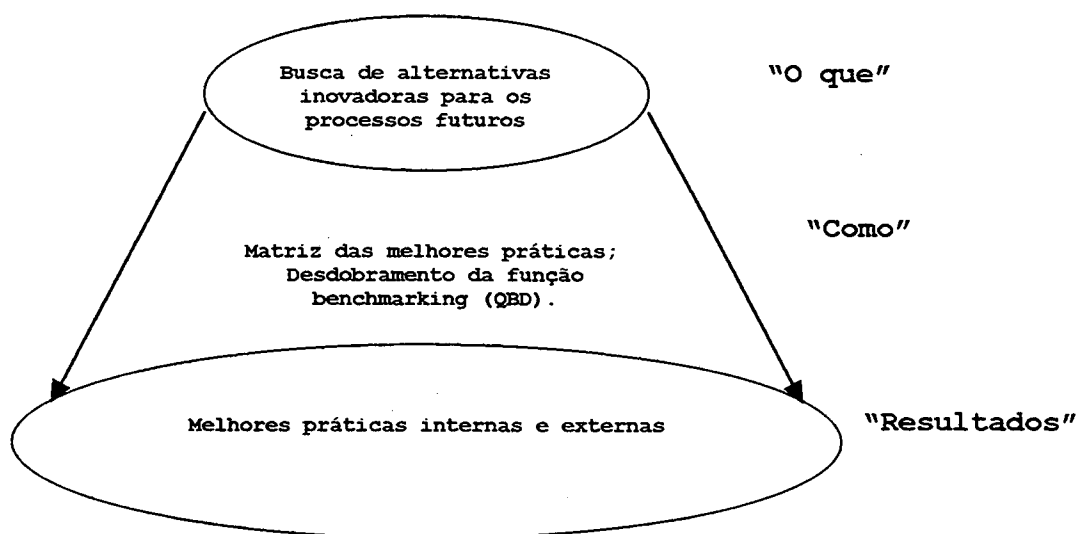 Busca de alternativas
inovadoras para os
processos futuros
"O que"
"Como"
Matriz das melhores práticas;
Desdobramento da função
benchmarking (QBD).
Melhores práticas internas e externas
"Resultados"